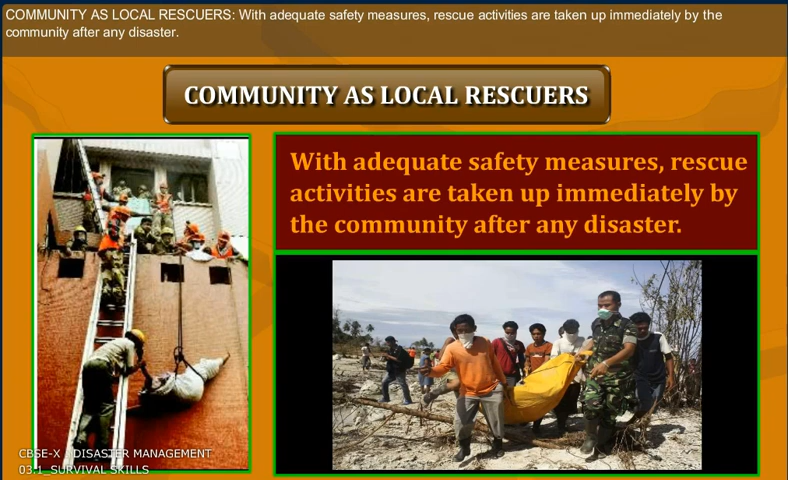 COMMUNITY AS LOCAL RESCUERS: With adequate safety measures, rescue activities are taken up immediately by the
community after any disaster.
COMMUNITY AS LOCAL RESCUERS
With adequate safety measures, rescue
activities are taken up immediately by
the community after any disaster.
CBSE-X DISASTER MANAGEMENT
03.1_SURVIVAL SKILLS